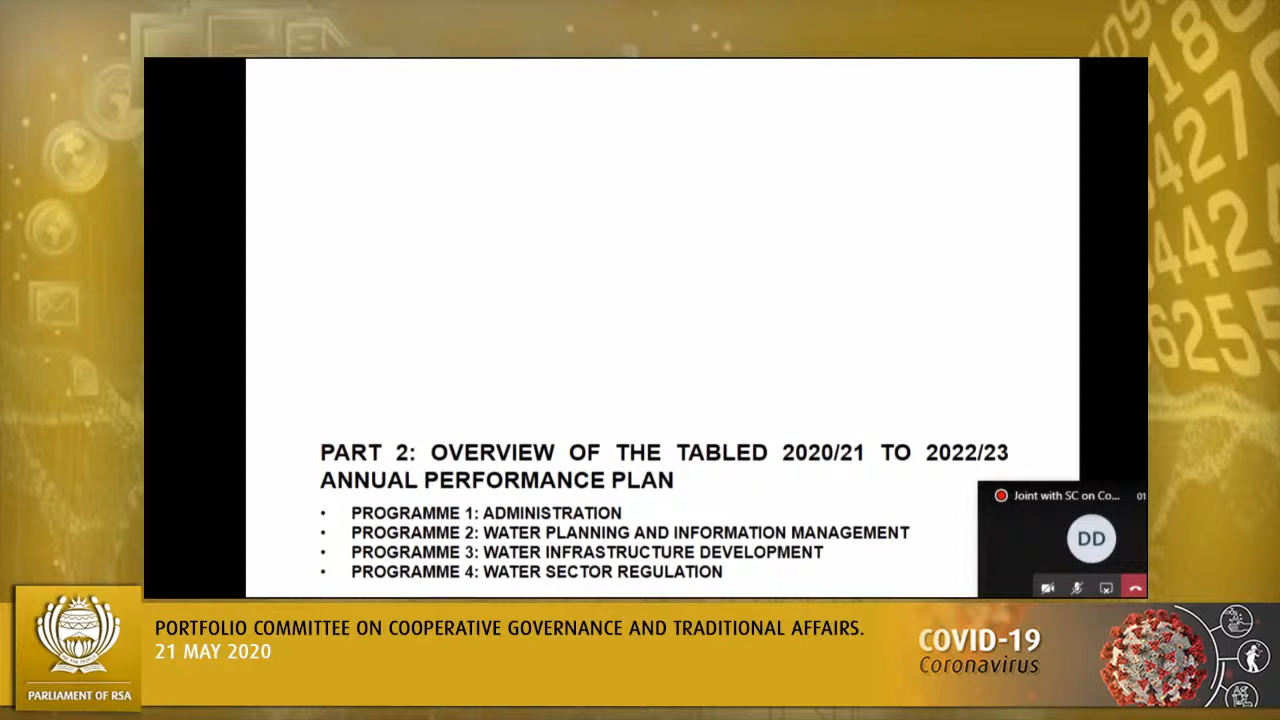 PART 2: OVERVIEW OF THE TABLED 2020/21 TO 2022/23
ANNUAL PERFORMANCE PLAN
• PROGRAMME 1: ADMINISTRATION
• PROGRAMME 2: WATER PLANNING AND INFORMATION MANAGEMENT
• PROGRAMME 3: WATER INFRASTRUCTURE DEVELOPMENT
• PROGRAMME 4: WATER SECTOR REGULATION
Joint with SC on Co... 01
DD
PORTFOLIO COMMITTEE ON COOPERATIVE GOVERNANCE AND TRADITIONAL AFFAIRS.
21 MAY 2020
PARLIAMENT OF RSA
COVID-19
Coronavirus